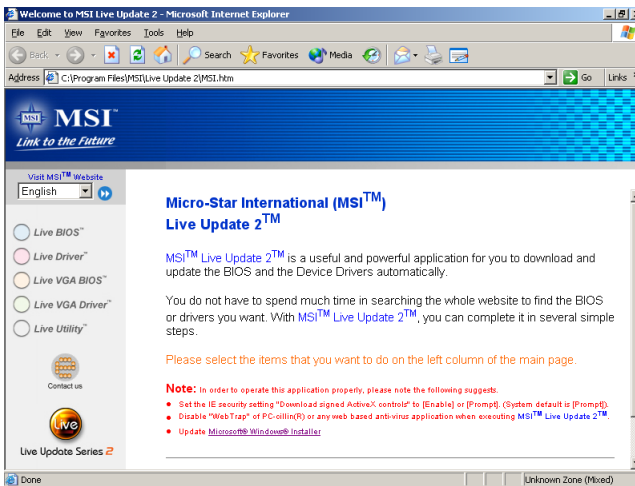 Welcome to MSI Live Update 2 - Microsoft Internet Explorer
File Edit View Favorites Tools Help
Back Search Favorites Media
Address C:\Program Files\MSI\Live Update 2\MSI.htm Go Links
MSI
MSI™
Link to the Future
Visit MSI™ Website
English
Live BIOS™
Live Driver™
Live VGA BIOS™
Live VGA Driver™
Live Utility™
Contact us
Live
Live Update Series 2
Micro-Star International (MSI™)
Live Update 2™
MSI™ Live Update 2™ is a useful and powerful application for you to download and
update the BIOS and the Device Drivers automatically.
You do not have to spend much time in searching the whole website to find the BIOS
or drivers you want. With MSI™ Live Update 2™, you can complete it in several simple
steps.
Please select the items that you want to do on the left column of the main page.
Note: In order to operate this application properly, please note the following suggests.
Set the IE security setting "Download signed ActiveX controls" to [Enable] or [Prompt]. (System default is [Prompt]).
Disable "WebTrap" of PC-cillin(R) or any web based anti-virus application when executing MSI™ Live Update 2™.
Update Microsoft® Windows® Installer
Done Unknown Zone (Mixed)